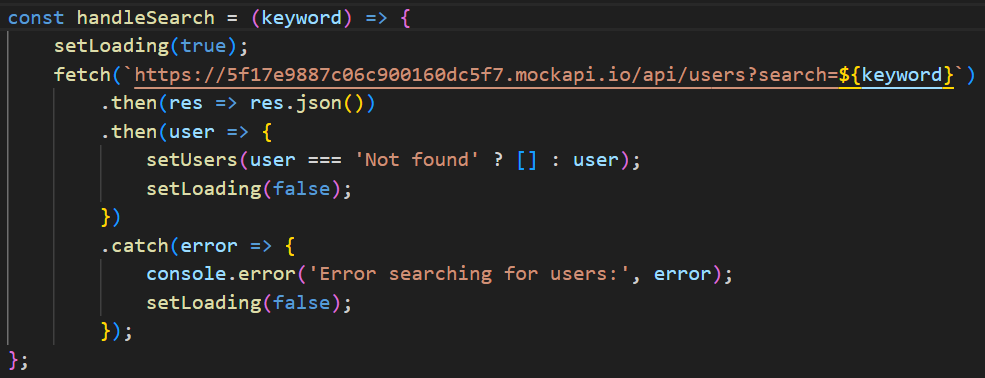 const handleSearch = (keyword) => {
    setLoading(true);
    fetch(`https://5f17e9887c06c900160dc5f7.mockapi.io/api/users?search=${keyword}`)
        .then(res => res.json())
        .then(user => {
            setUsers(user === 'Not found' ? [] : user);
            setLoading(false);
        })
        .catch(error => {
            console.error('Error searching for users:', error);
            setLoading(false);
        });
};